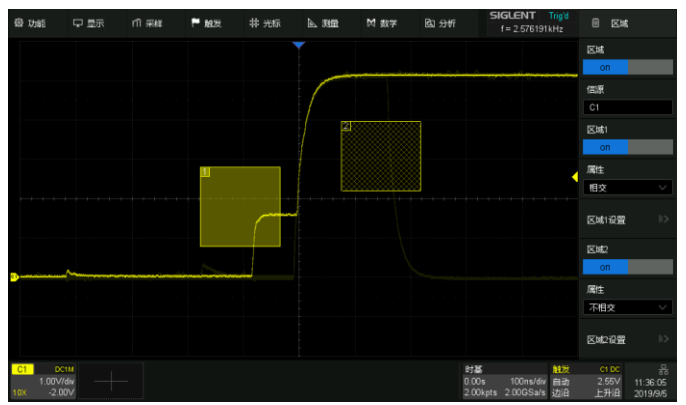 功能 显示 采样 触发 光标 测量 数学 分析 SIGLENT Trig'd 区域
f = 2.576191kHz
区域
on
信源
C1
区域1
on
属性
相交
区域1设置
区域2
on
属性
不相交
区域2设置
1
2
C1 DC1M
1.00V/div
10X -2.00V
时基
0.00s 100ns/div
2.00kpts 2.00GSa/s
触发 C1 DC
自动 2.55V
边沿 上升沿
11:36:05
2019/9/5